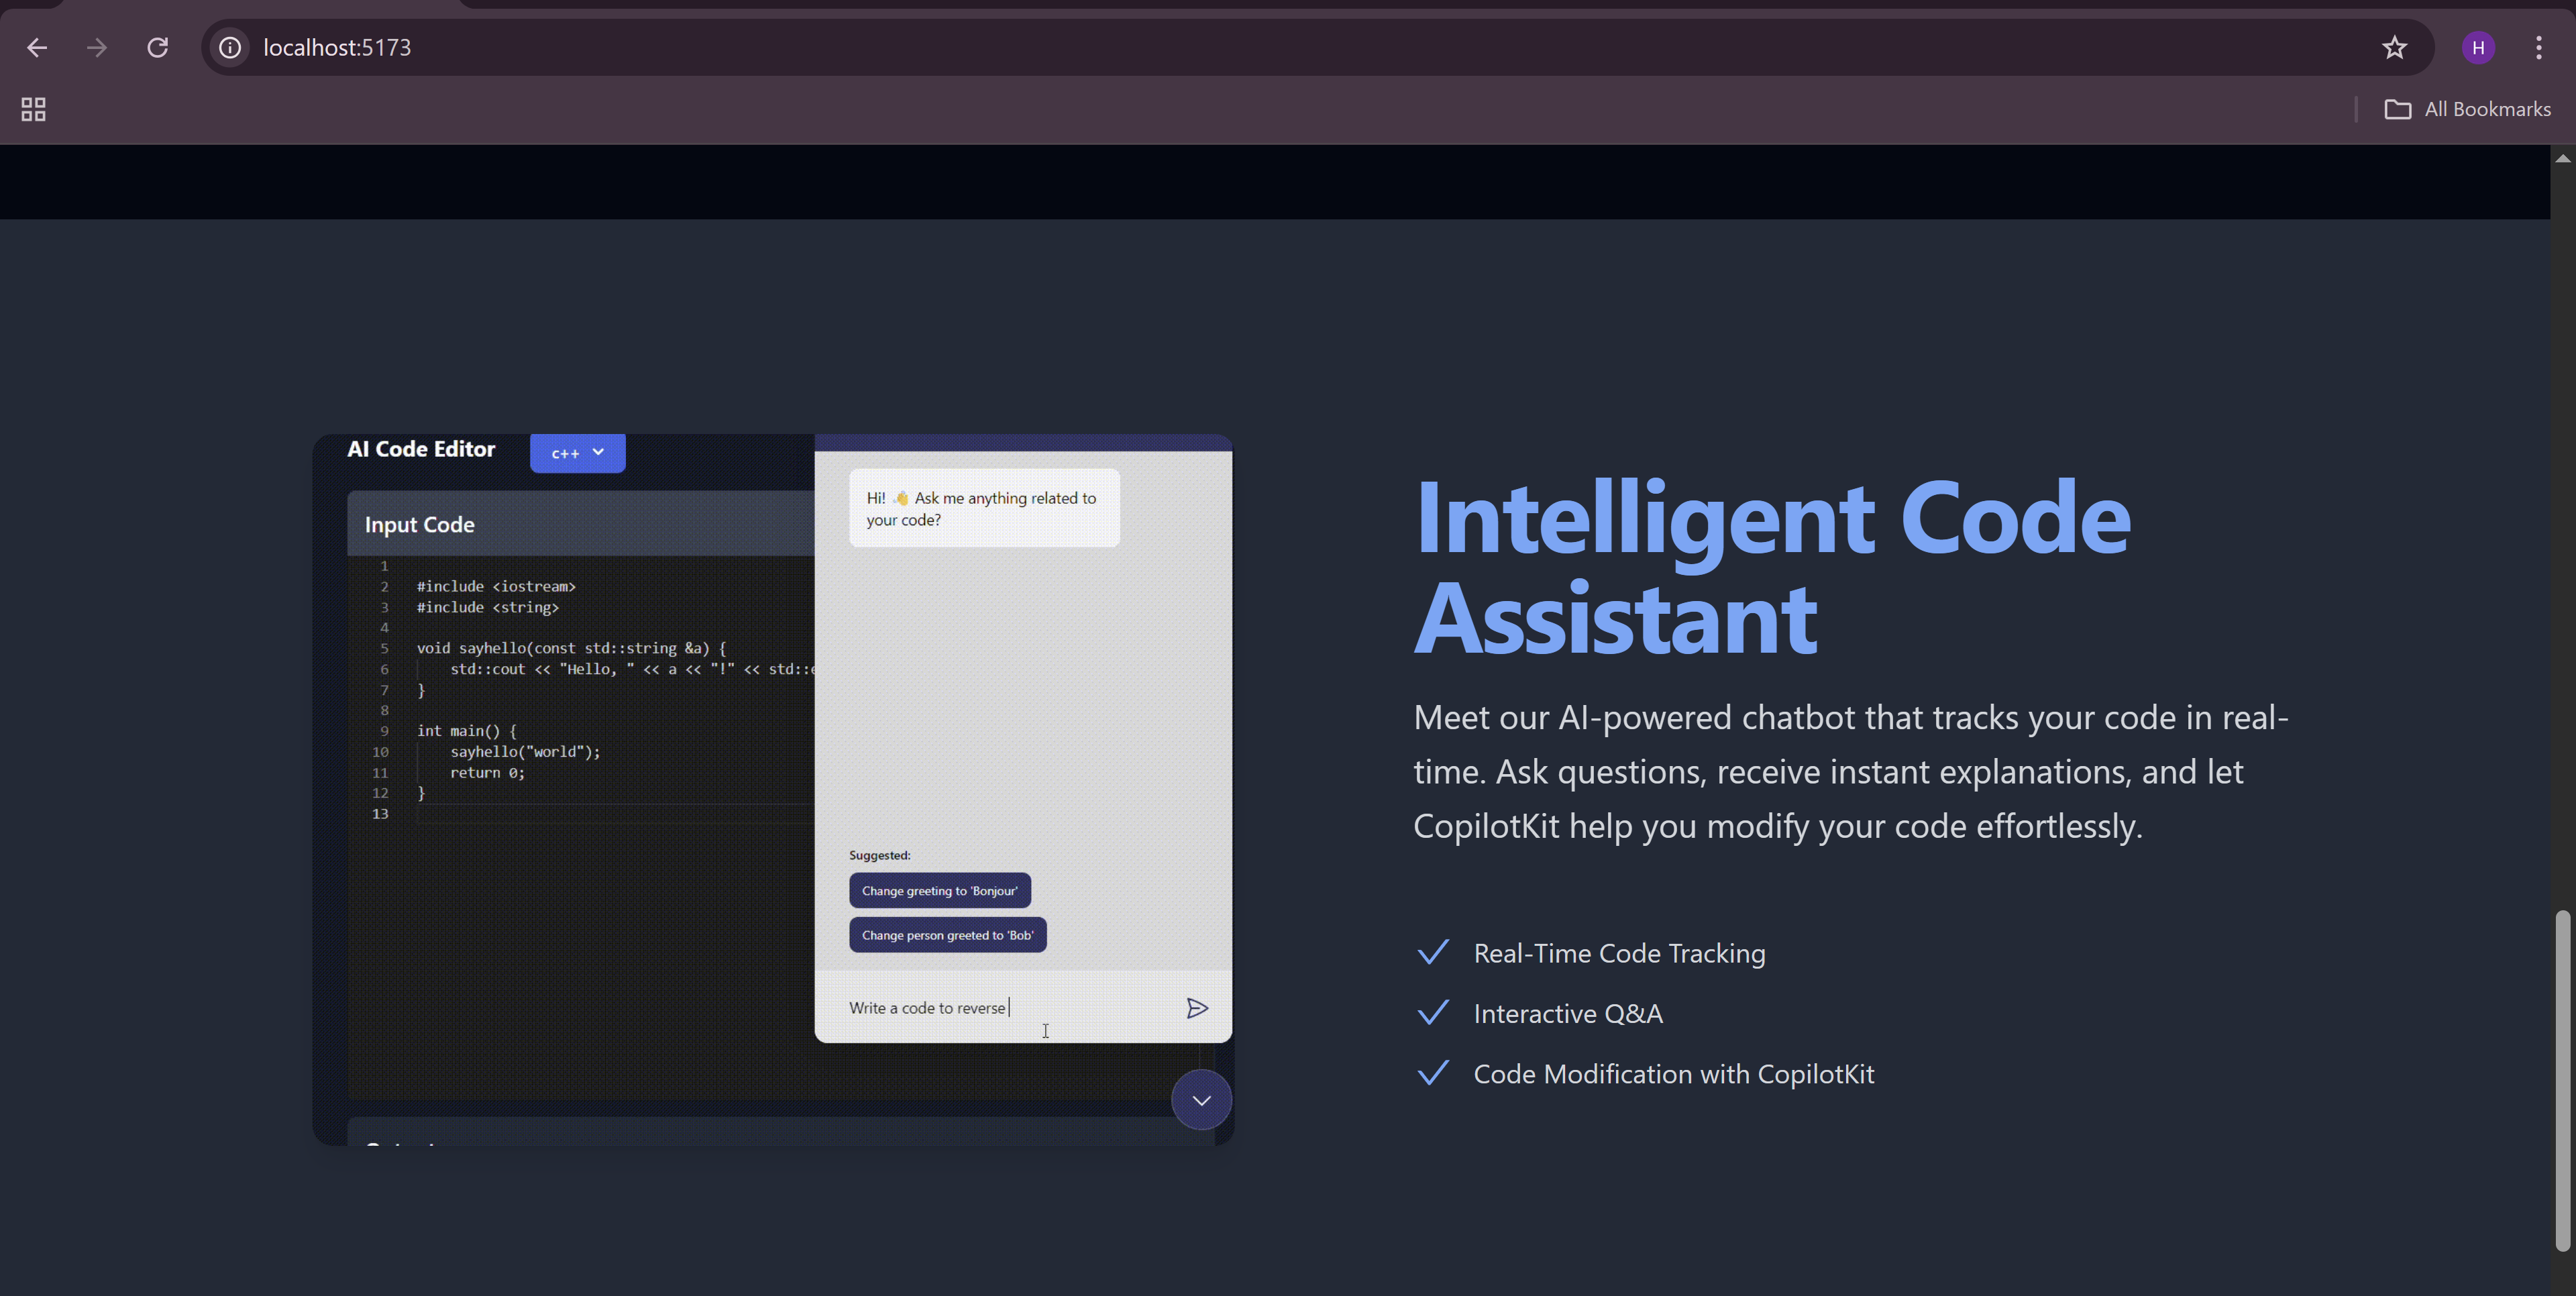 localhost:5173
H
All Bookmarks
AI Code Editor
c++
Input Code
1
2 #include <iostream>
3 #include <string>
4
5 void sayhello(const std::string &a) {
6 std::cout << "Hello, " << a << "!" << std::e
7 }
8
9 int main() {
10 sayhello("world");
11 return 0;
12 }
13
Hi! 👋 Ask me anything related to
your code?
Suggested:
Change greeting to 'Bonjour'
Change person greeted to 'Bob'
Write a code to reverse
Intelligent Code
Assistant
Meet our AI-powered chatbot that tracks your code in real-
time. Ask questions, receive instant explanations, and let
CopilotKit help you modify your code effortlessly.
Real-Time Code Tracking
Interactive Q&A
Code Modification with CopilotKit